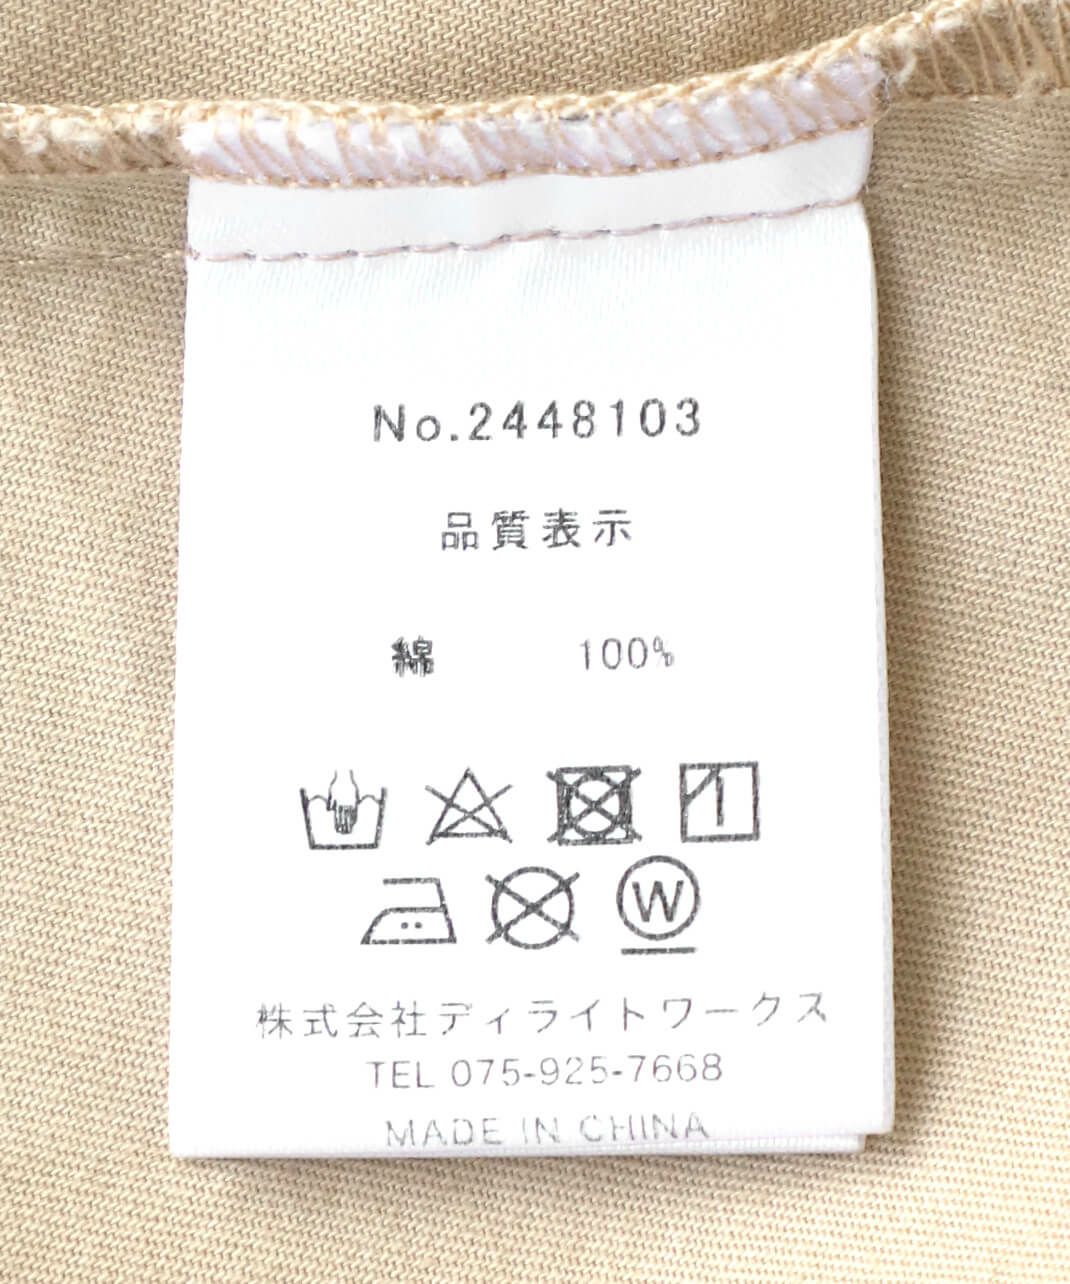 No.2448103
品質表示
綿 100%
W
株式会社ディライトワークス
TEL 075-925-7668
MADE IN CHINA